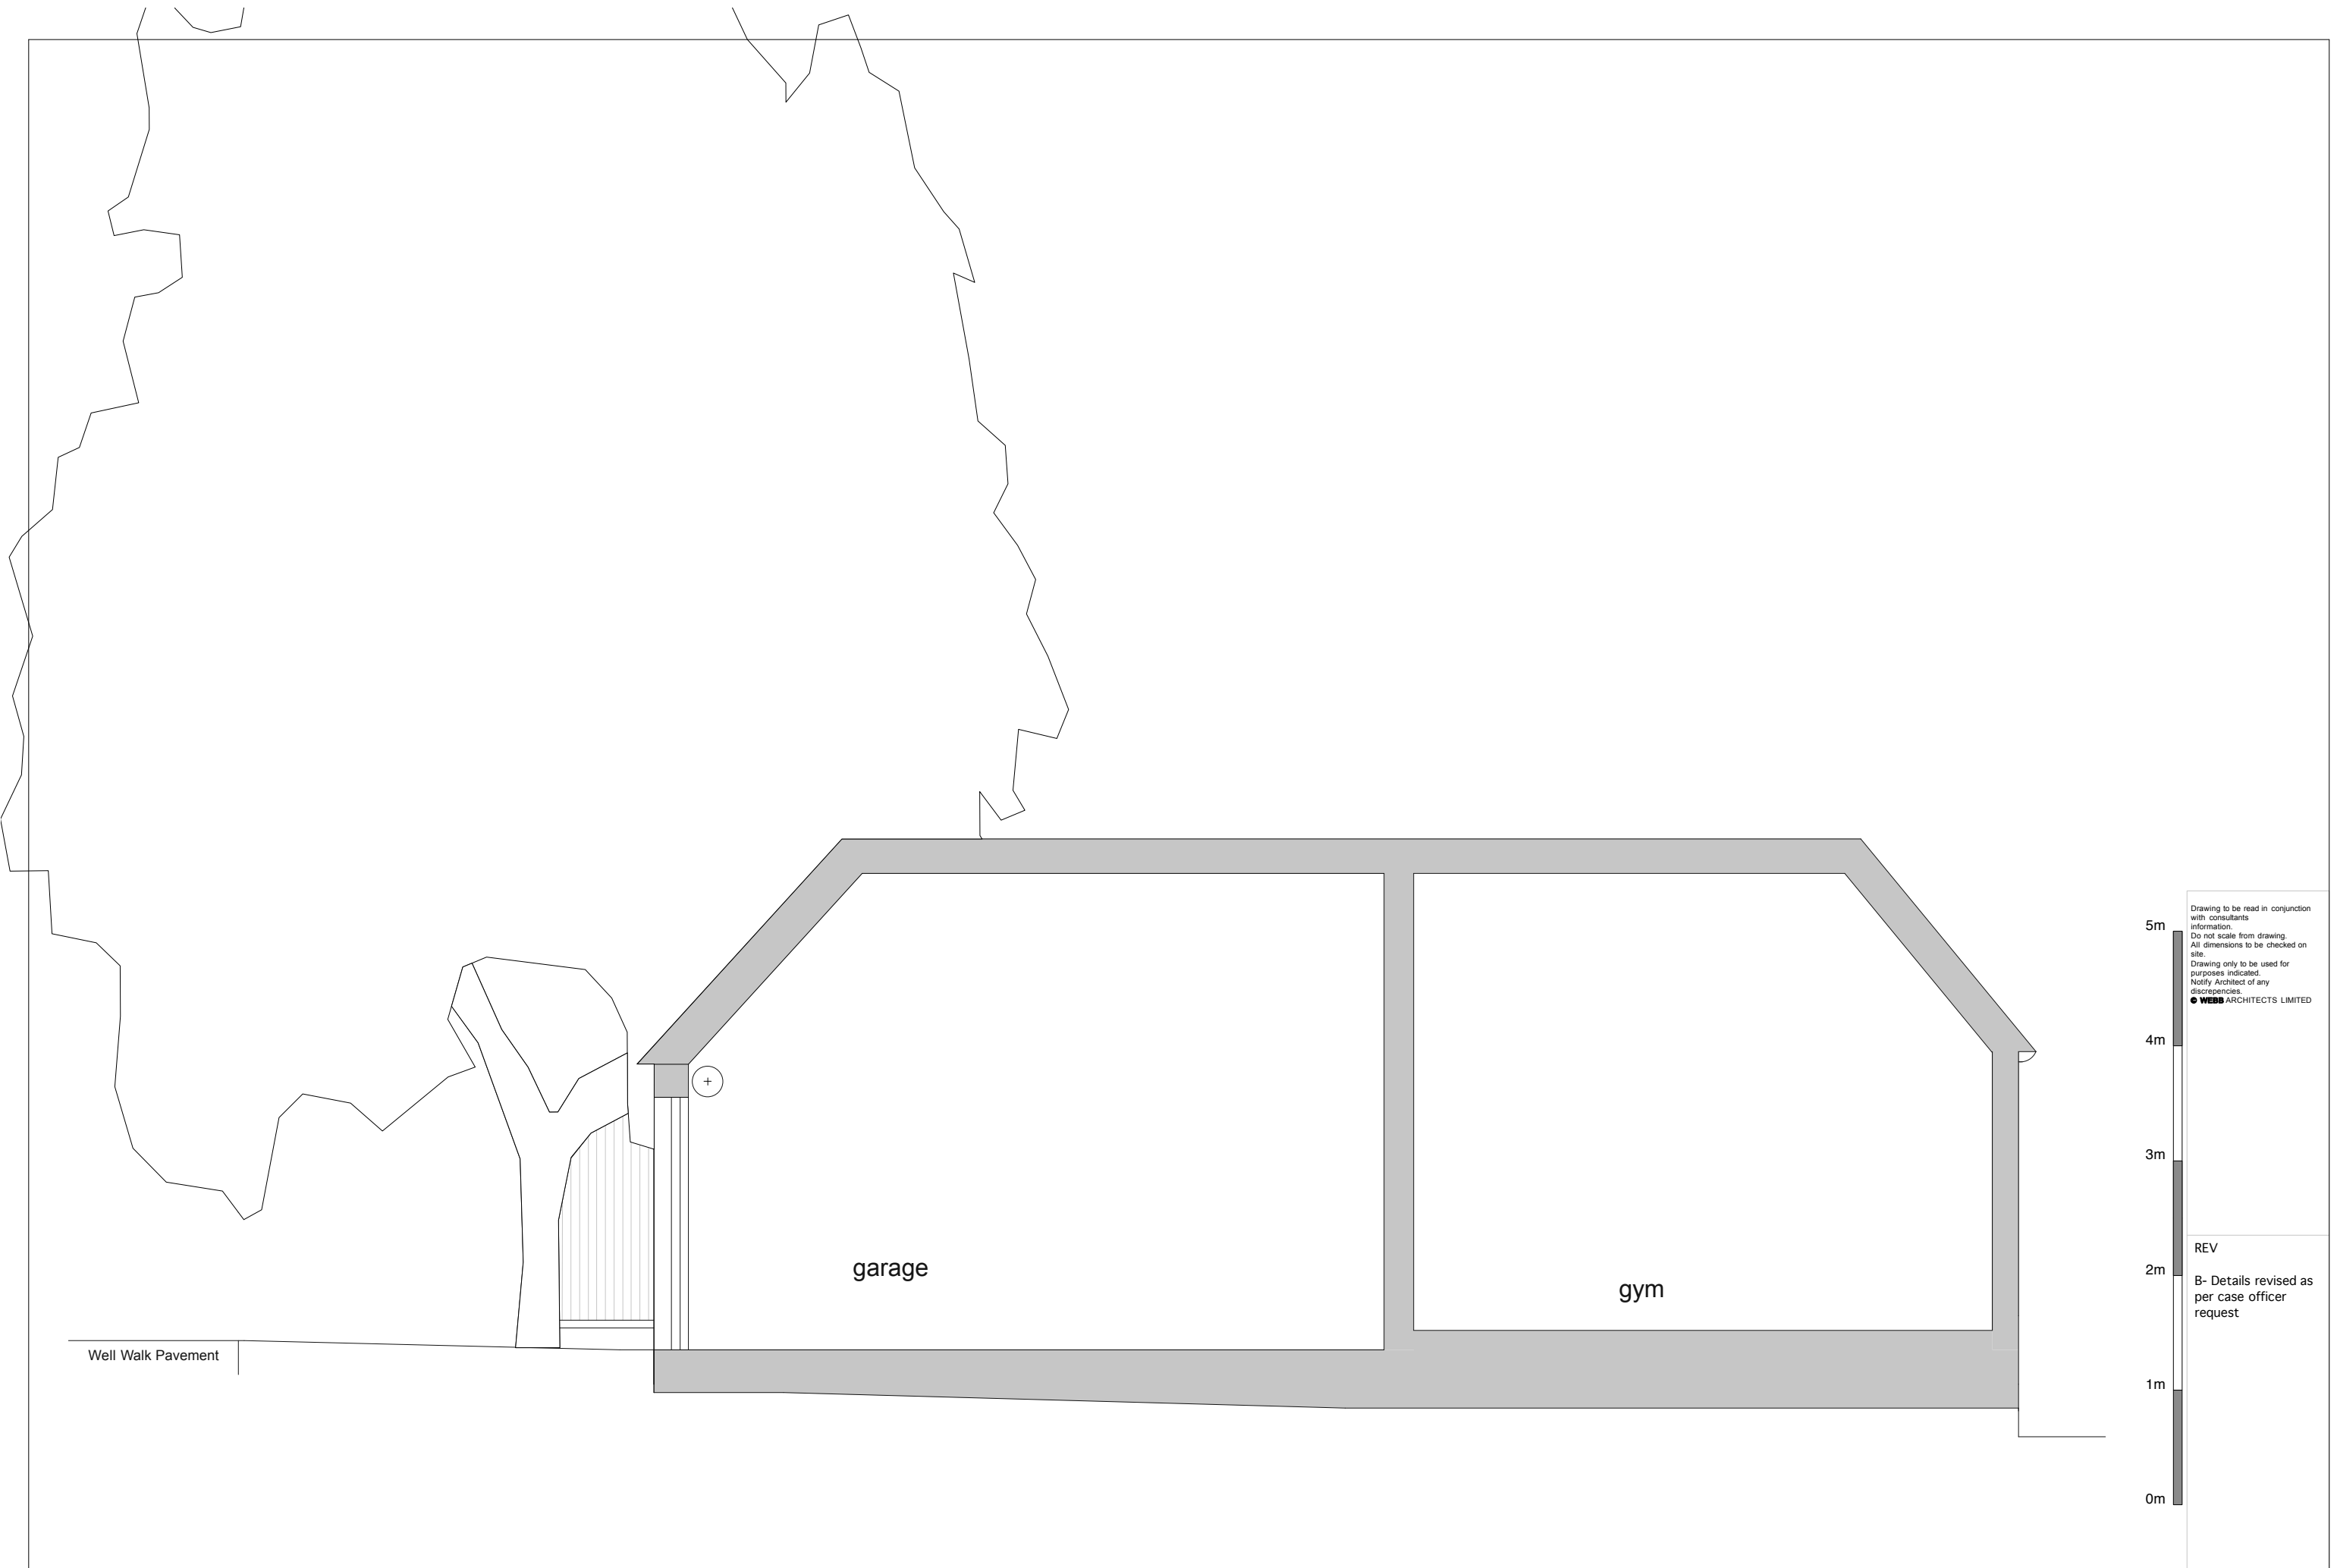 garage
gym
Well Walk Pavement
5m
4m
3m
2m
1m
0m
Drawing to be read in conjunction
with consultants
information.
Do not scale from drawing.
All dimensions to be checked on
site.
Drawing only to be used for
purposes indicated.
Notify Architect of any
discrepencies.
© WEBB ARCHITECTS LIMITED
REV
B- Details revised as
per case officer
request